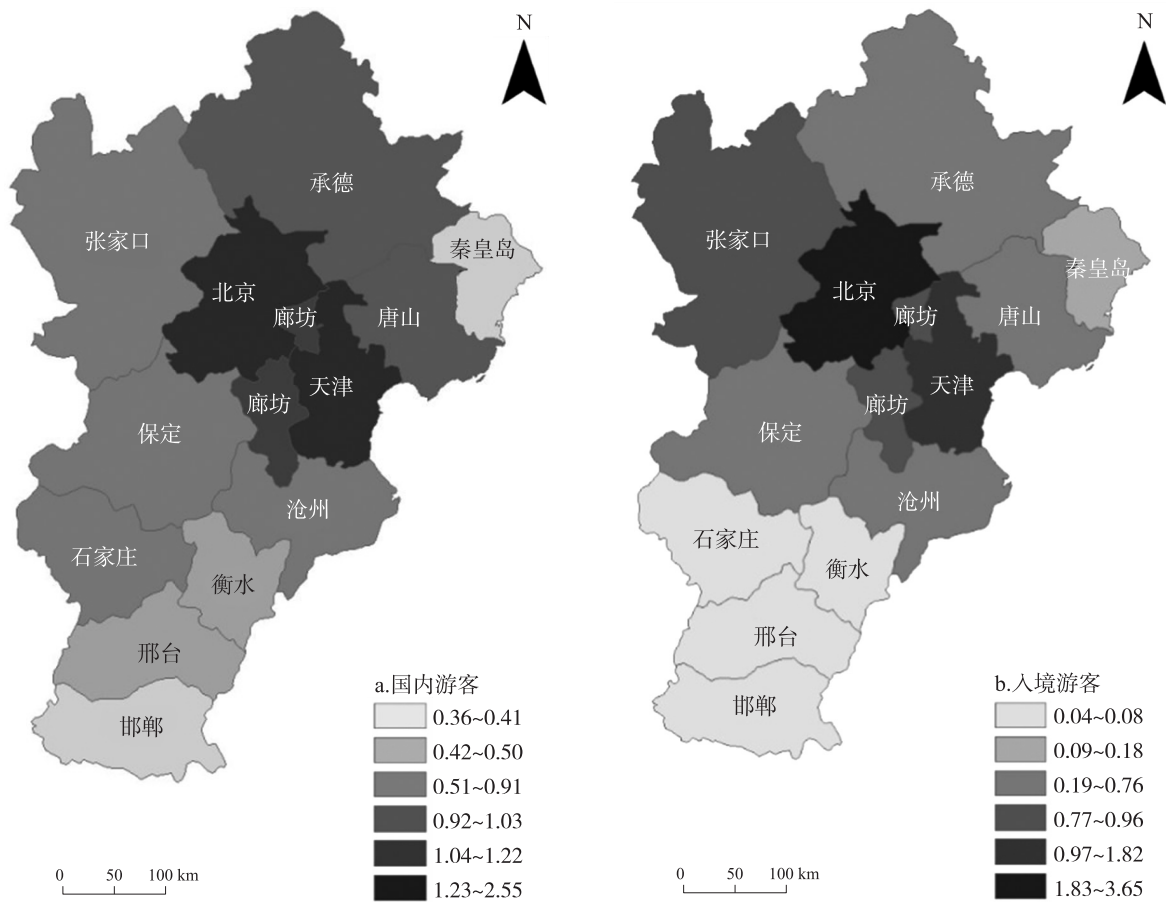 N
承德
张家口
秦皇岛
北京
廊坊
唐山
天津
廊坊
保定
沧州
石家庄
衡水
邢台
邯郸
a.国内游客
0.36~0.41
0.42~0.50
0.51~0.91
0.92~1.03
1.04~1.22
1.23~2.55
0 50 100 km
N
承德
张家口
秦皇岛
北京
廊坊
唐山
天津
廊坊
保定
沧州
石家庄
衡水
邢台
邯郸
b.入境游客
0.04~0.08
0.09~0.18
0.19~0.76
0.77~0.96
0.97~1.82
1.83~3.65
0 50 100 km